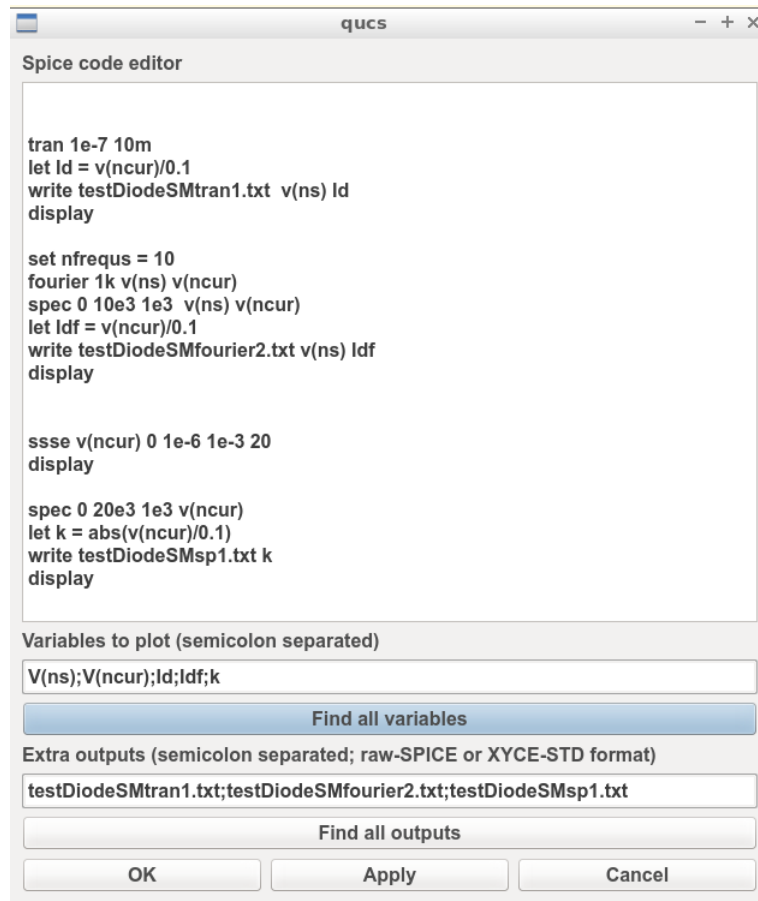 qucs
Spice code editor
tran 1e-7 10m
let Id = v(ncur)/0.1
write testDiodeSMtran1.txt  v(ns) Id
display
set nfrequs = 10
fourier 1k v(ns) v(ncur)
spec 0 10e3 1e3  v(ns) v(ncur)
let Idf = v(ncur)/0.1
write testDiodeSMfourier2.txt v(ns) Idf
display
ssse v(ncur) 0 1e-6 1e-3 20
display
spec 0 20e3 1e3 v(ncur)
let k = abs(v(ncur)/0.1)
write testDiodeSMsp1.txt k
display
Variables to plot (semicolon separated)
V(ns);V(ncur);Id;Idf;k
Find all variables
Extra outputs (semicolon separated; raw-SPICE or XYCE-STD format)
testDiodeSMtran1.txt;testDiodeSMfourier2.txt;testDiodeSMsp1.txt
Find all outputs
OK Apply Cancel